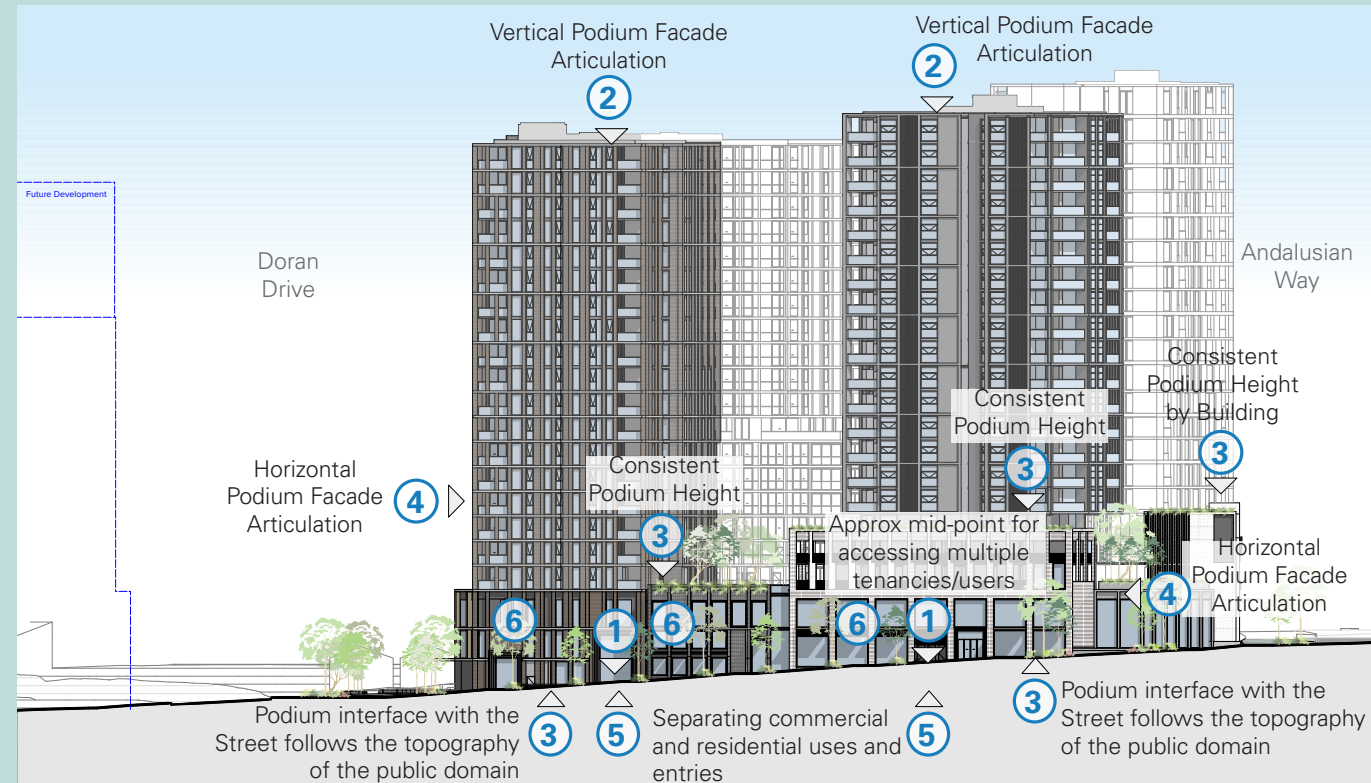 Vertical Podium Facade
Articulation
2
Vertical Podium Facade
Articulation
2
Future Development
Doran
Drive
Andalusian
Way
Consistent
Podium Height
by Building
3
Consistent
Podium Height
3
Horizontal
Podium Facade
Articulation
4
Consistent
Podium Height
3
Approx mid-point for
accessing multiple
tenancies/users
Horizontal
Podium Facade
Articulation
4
6
1
6
6
1
Podium interface with the
Street follows the topography
of the public domain
3
5
Separating commercial
and residential uses and
entries
5
3
Podium interface with the
Street follows the topography
of the public domain